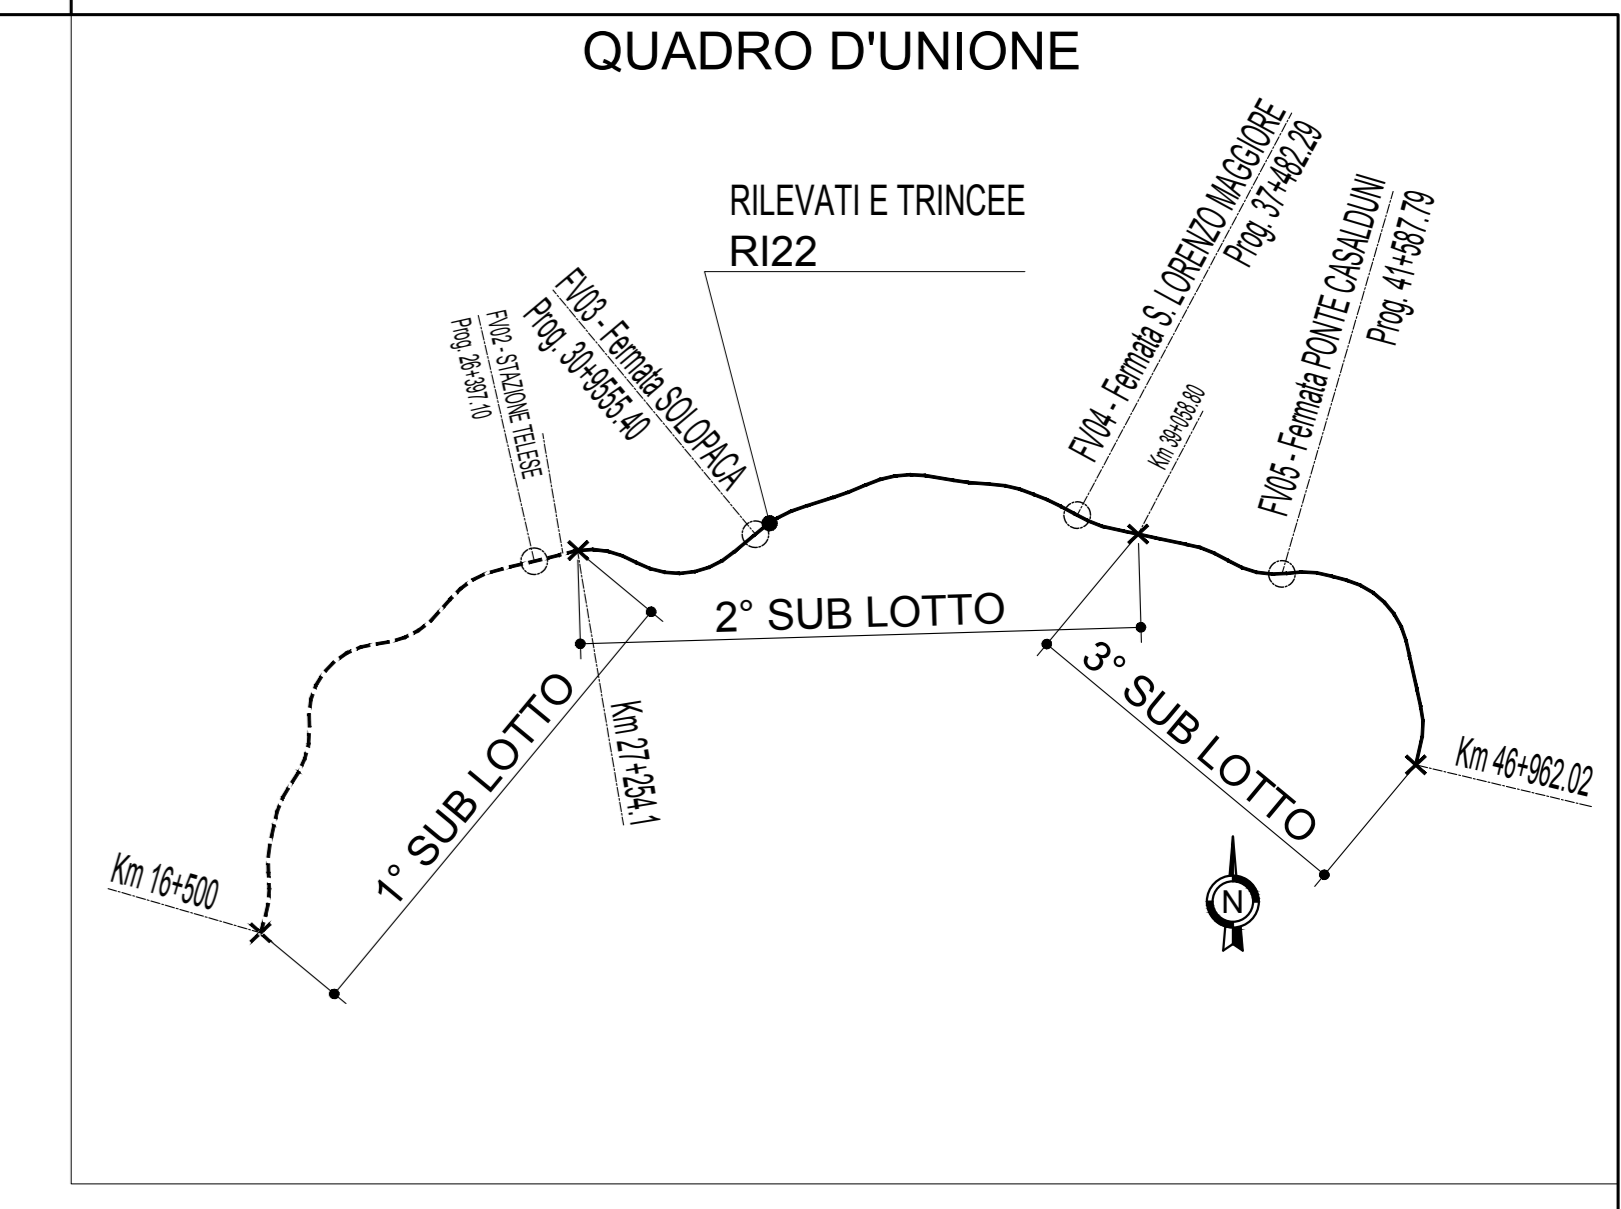 QUADRO D'UNIONE
RILEVATI E TRINCEE
RI22
FV02 - STAZIONE TELESE
Prog. 26+397.10
FV03 - Fermata SOLOPACA
Prog. 30+9555.40
FV04 - Fermata S. LORENZO MAGGIORE
Prog. 37+482.29
Km 39+058.80
FV05 - Fermata PONTE CASALDUNI
Prog. 41+587.79
2° SUB LOTTO
1° SUB LOTTO
Km 27+254.1
3° SUB LOTTO
Km 46+962.02
Km 16+500
N